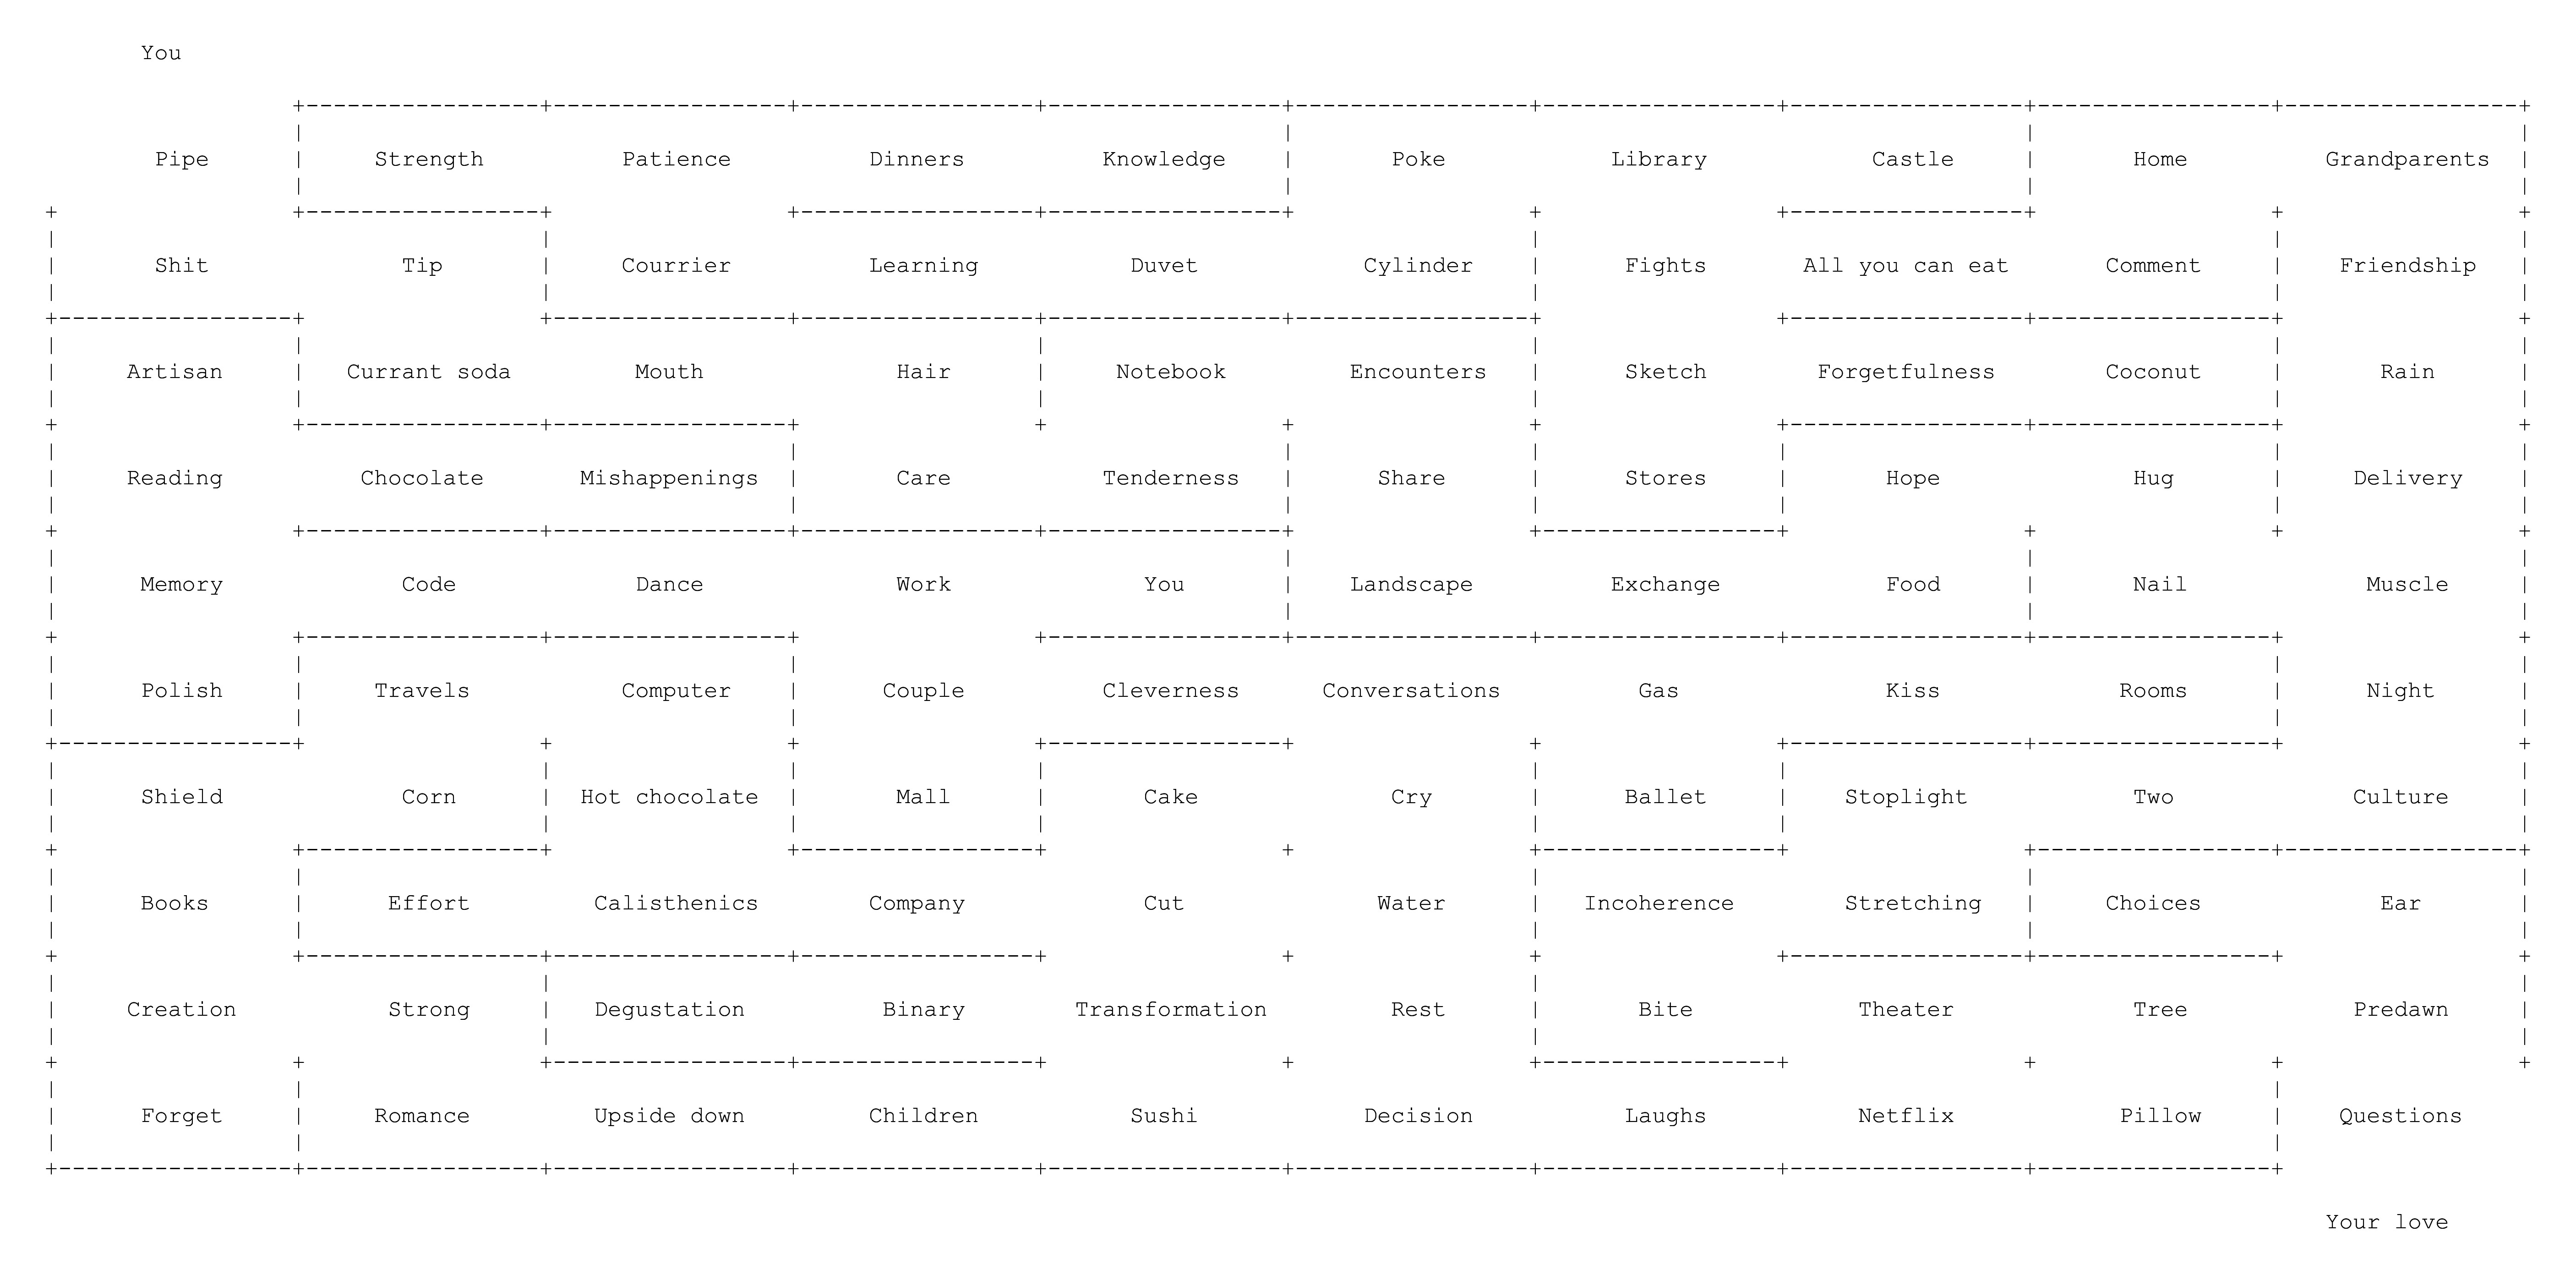 You
Pipe Strength Patience Dinners Knowledge Poke Library Castle Home Grandparents
Shit Tip Courrier Learning Duvet Cylinder Fights All you can eat Comment Friendship
Artisan Currant soda Mouth Hair Notebook Encounters Sketch Forgetfulness Coconut Rain
Reading Chocolate Mishappenings Care Tenderness Share Stores Hope Hug Delivery
Memory Code Dance Work You Landscape Exchange Food Nail Muscle
Polish Travels Computer Couple Cleverness Conversations Gas Kiss Rooms Night
Shield Corn Hot chocolate Mall Cake Cry Ballet Stoplight Two Culture
Books Effort Calisthenics Company Cut Water Incoherence Stretching Choices Ear
Creation Strong Degustation Binary Transformation Rest Bite Theater Tree Predawn
Forget Romance Upside down Children Sushi Decision Laughs Netflix Pillow Questions
Your love